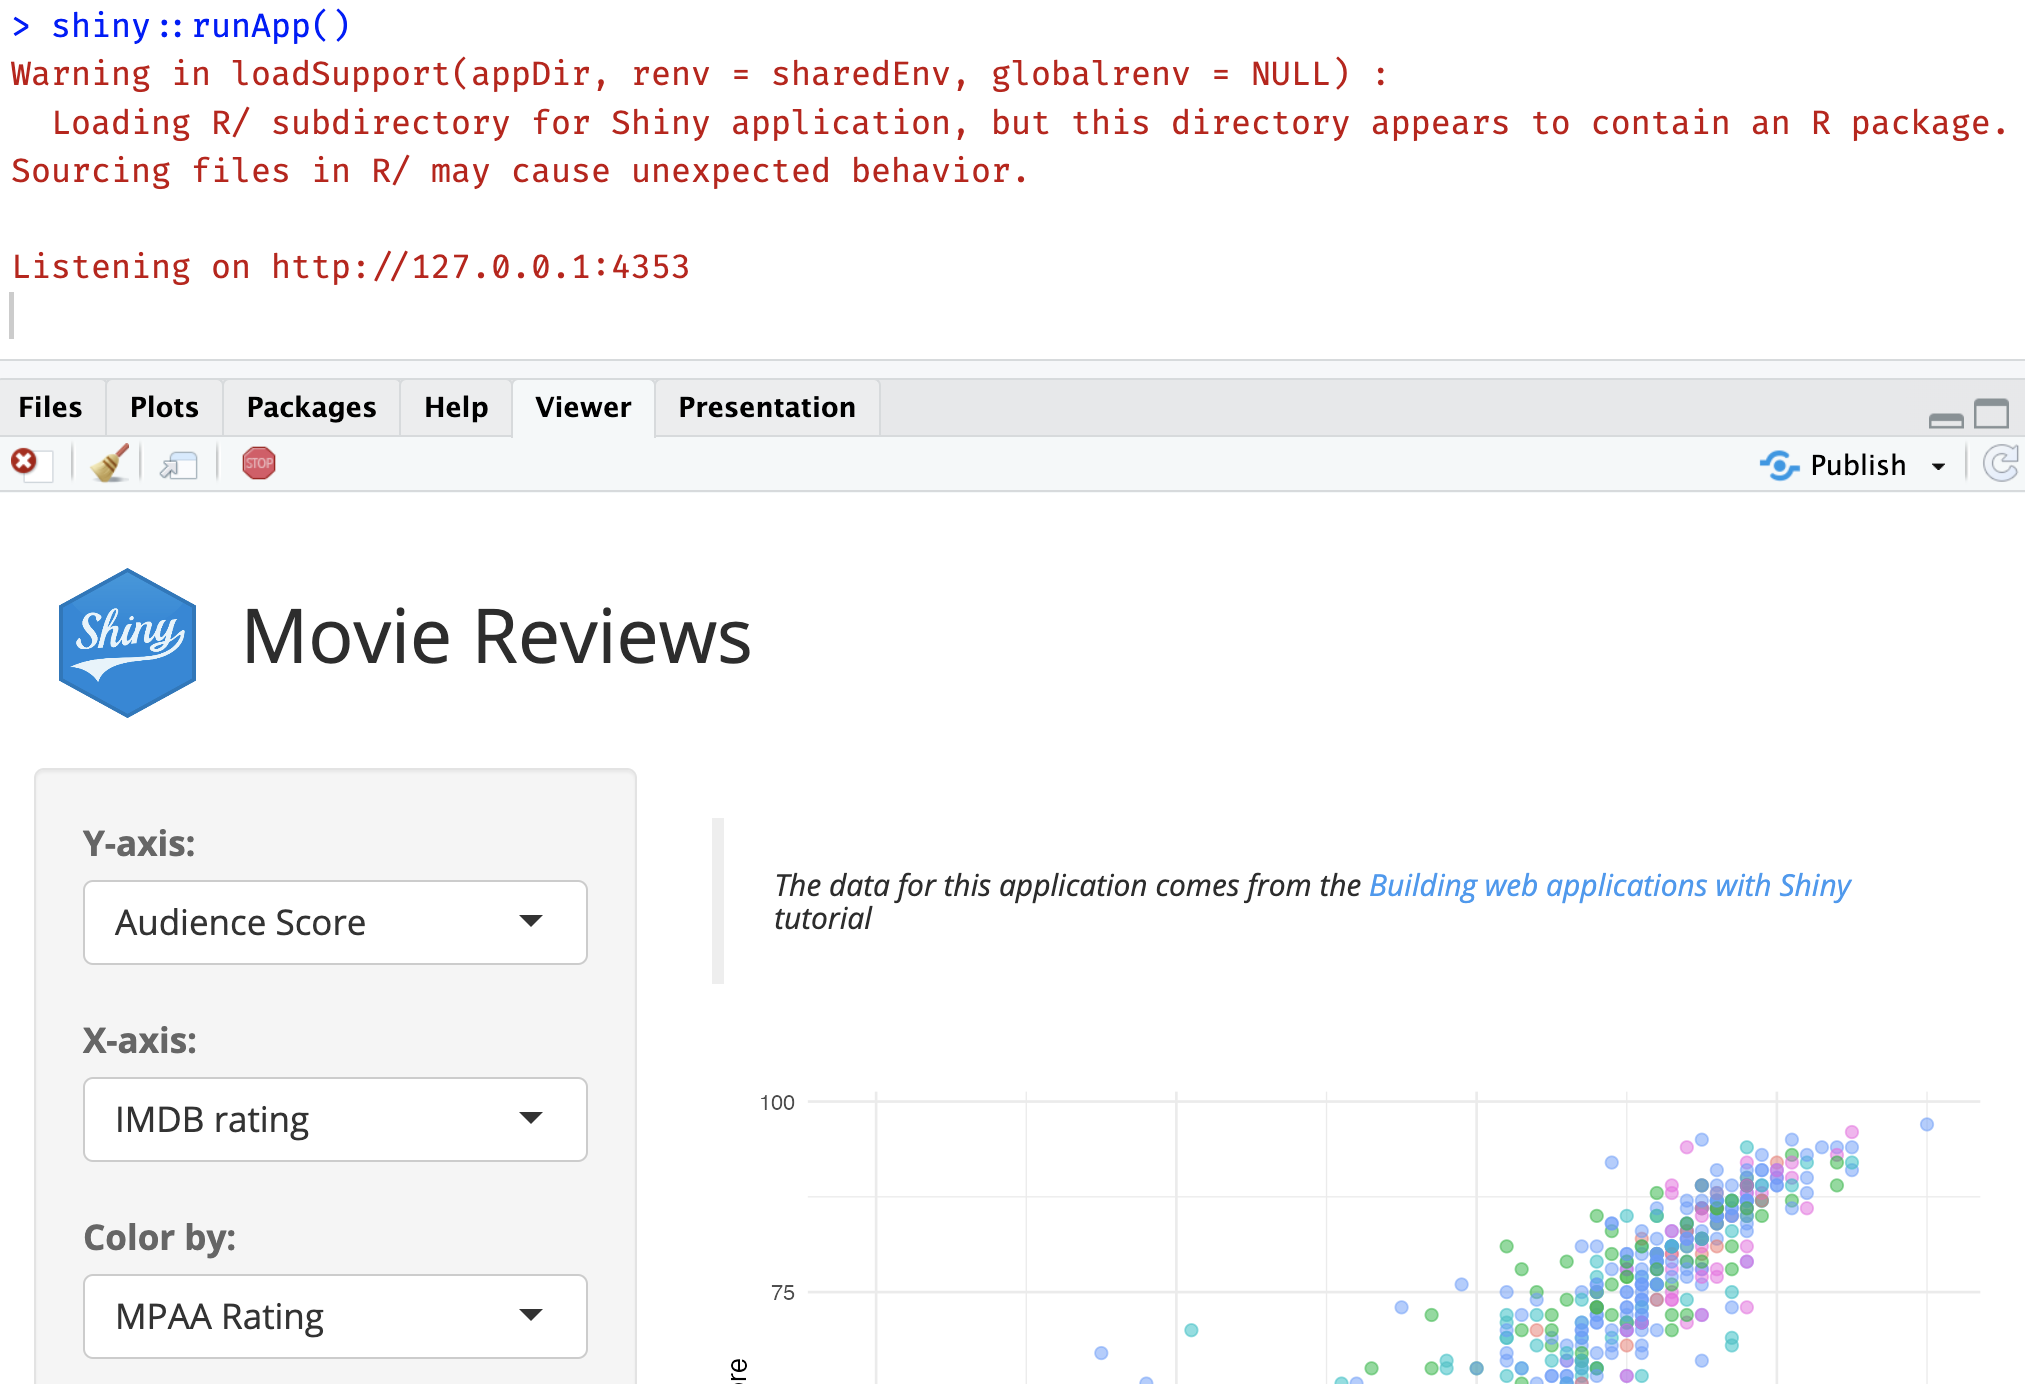 > shiny::runApp()
Warning in loadSupport(appDir, renv = sharedEnv, globalrenv = NULL) :
  Loading R/ subdirectory for Shiny application, but this directory appears to contain an R package.
Sourcing files in R/ may cause unexpected behavior.
Listening on http://127.0.0.1:4353
Files Plots Packages Help Viewer Presentation
STOP Publish
Shiny Movie Reviews
Y-axis:
Audience Score
X-axis:
IMDB rating
Color by:
MPAA Rating
The data for this application comes from the Building web applications with Shiny
tutorial
100
75